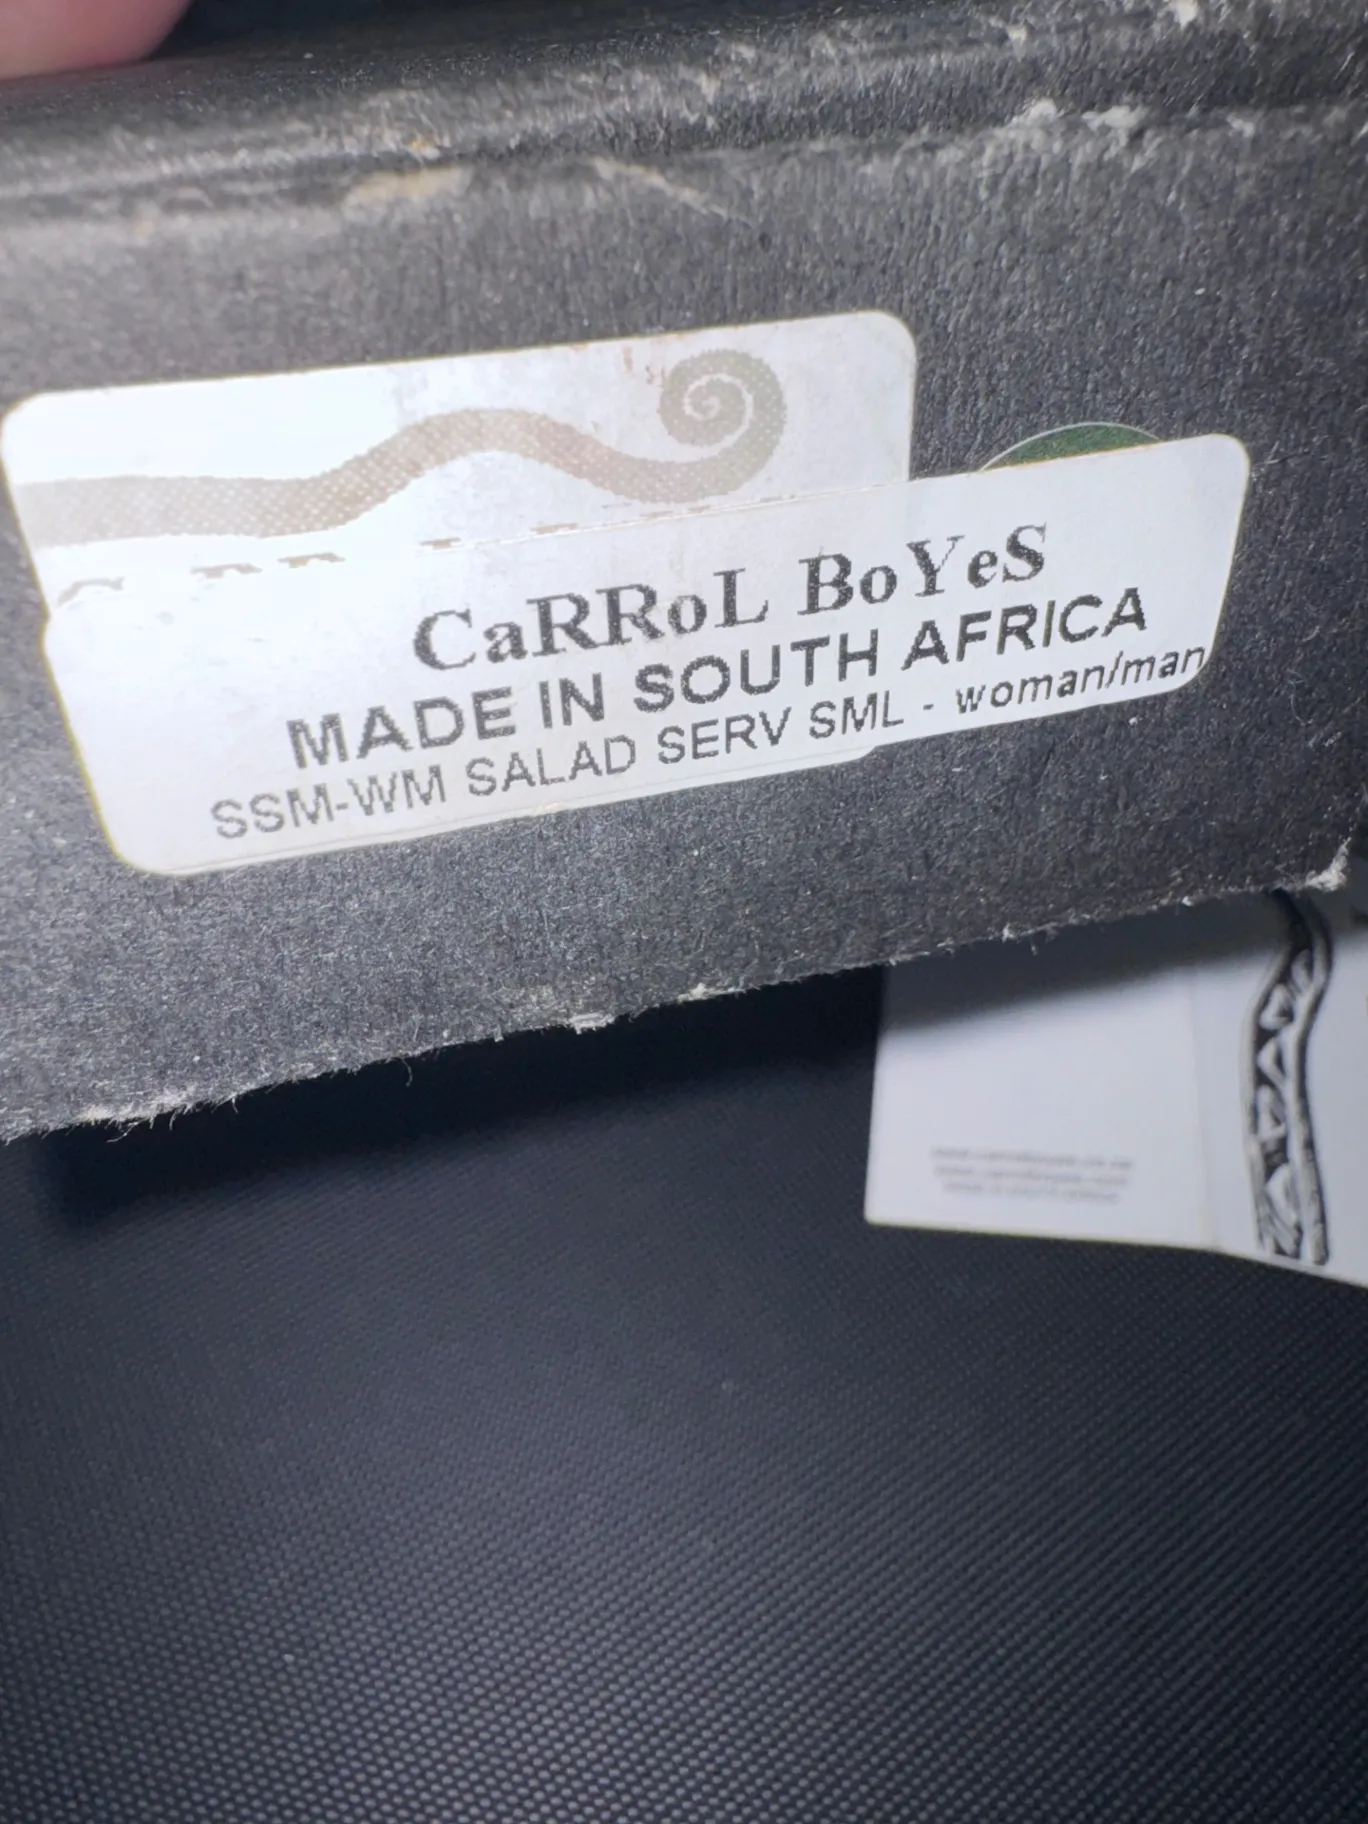 CaRRoL BoYeS
MADE IN SOUTH AFRICA
SSM-WM SALAD SERV SML - woman/man